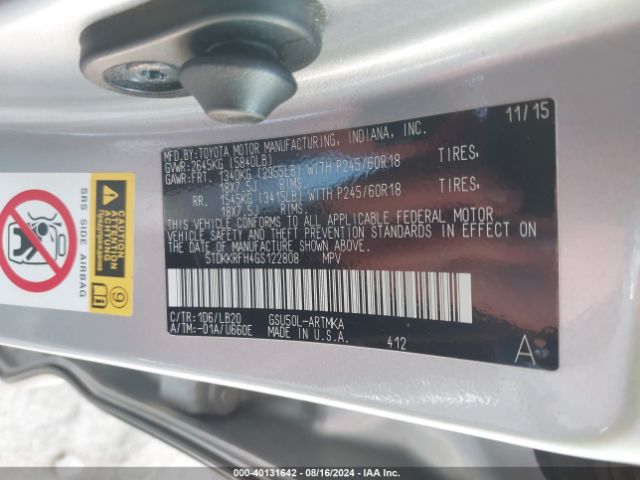 11/15
MFD.BY:TOYOTA MOTOR MANUFACTURING, INDIANA, INC.
GVWR:2645KG (5840LB)
GAWR:FRT. 1340KG (2955LB) WITH P245/60R18 TIRES,
18X7.5J RIMS,
RR. 1545KG (3415LB) WITH P245/60R18 TIRES,
18X7.5J RIMS.
THIS VEHICLE CONFORMS TO ALL APPLICABLE FEDERAL MOTOR
VEHICLE SAFETY AND THEFT PREVENTION STANDARDS IN EFFECT ON
THE DATE OF MANUFACTURE SHOWN ABOVE.
5TDKKRFH4GS122808 MPV
C/TR:1D6/LB20 GSU50L-ARTMKA
A/TM:-01A/U660E MADE IN U.S.A.
412
A
CAUTION
ATTENTION
SRS SIDE AIRBAG
9
000-40131642 - 08/16/2024 - IAA Inc.